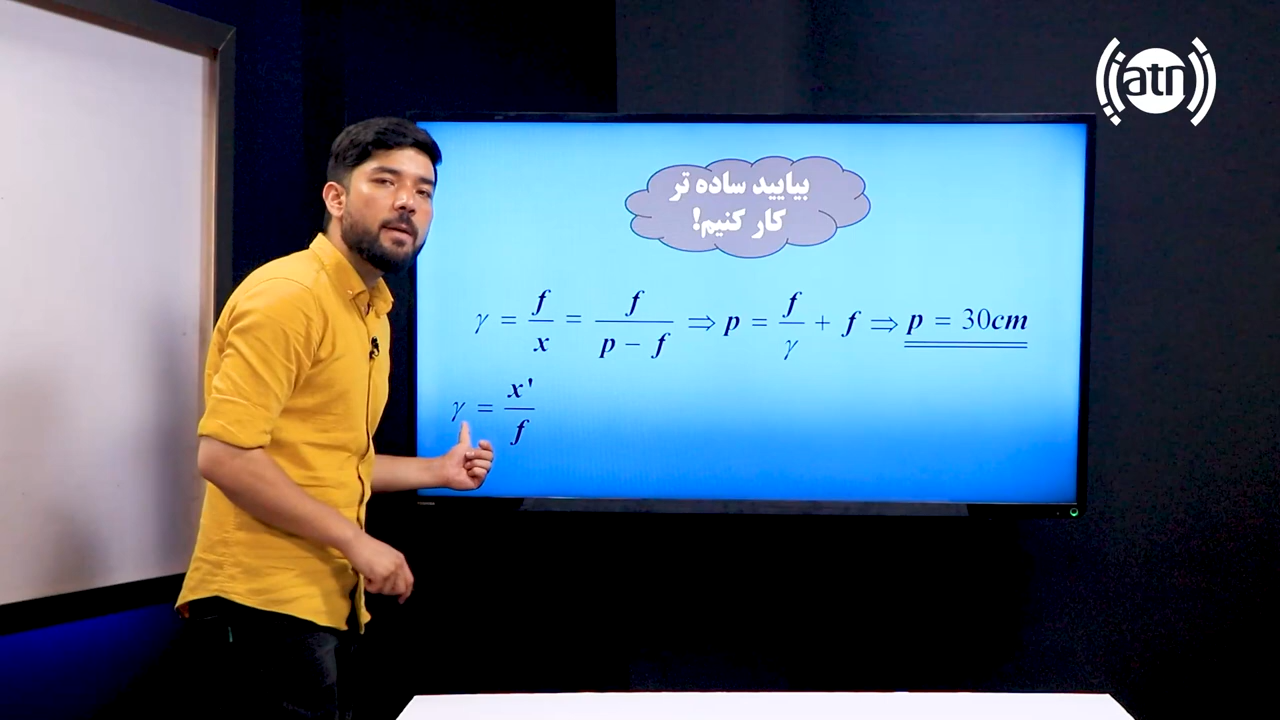 atn
بیایید ساده تر
کار کنیم!
γ = f/x = f/(p − f) ⇒ p = f/γ + f ⇒ p = 30cm
γ = x'/f